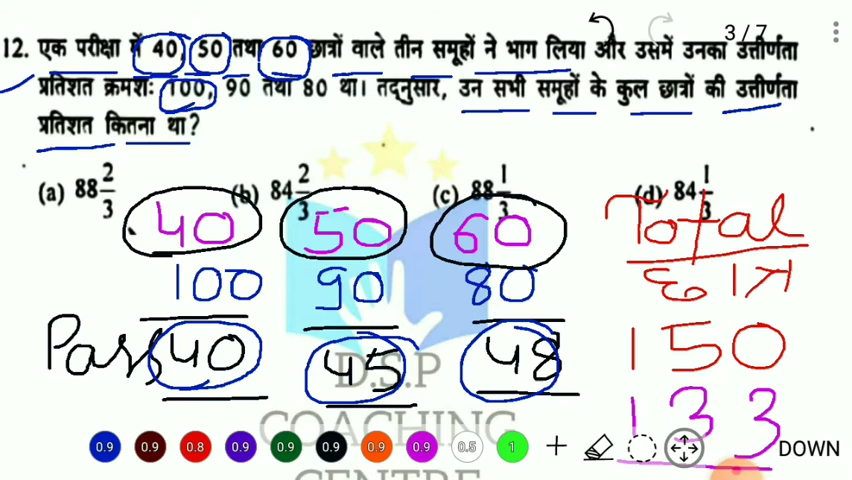 3 / 7
12. एक परीक्षा में 40 50 तथा 60 छात्रों वाले तीन समूहों ने भाग लिया और उसमें उनका उत्तीर्णता
प्रतिशत क्रमशः 100, 90 तथा 80 था। तद्नुसार, उन सभी समूहों के कुल छात्रों की उत्तीर्णता
प्रतिशत कितना था?
(a) 88 2/3 (b) 84 2/3 (c) 88 1/3 (d) 84 1/3
40 50 60 Total
100 90 80
Pass 40 45 48 150
D.S.P
COACHING 133
0.9 0.9 0.8 0.9 0.9 0.9 0.9 0.9 0.5 1 DOWN
CENTRE